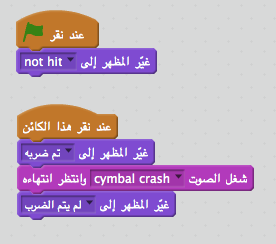 عند نقر
غيّر المظهر إلى not hit
عند نقر هذا الكائن
غيّر المظهر إلى تم ضربه
شغل الصوت cymbal crash وانتظر انتهاءه
غيّر المظهر إلى لم يتم الضرب